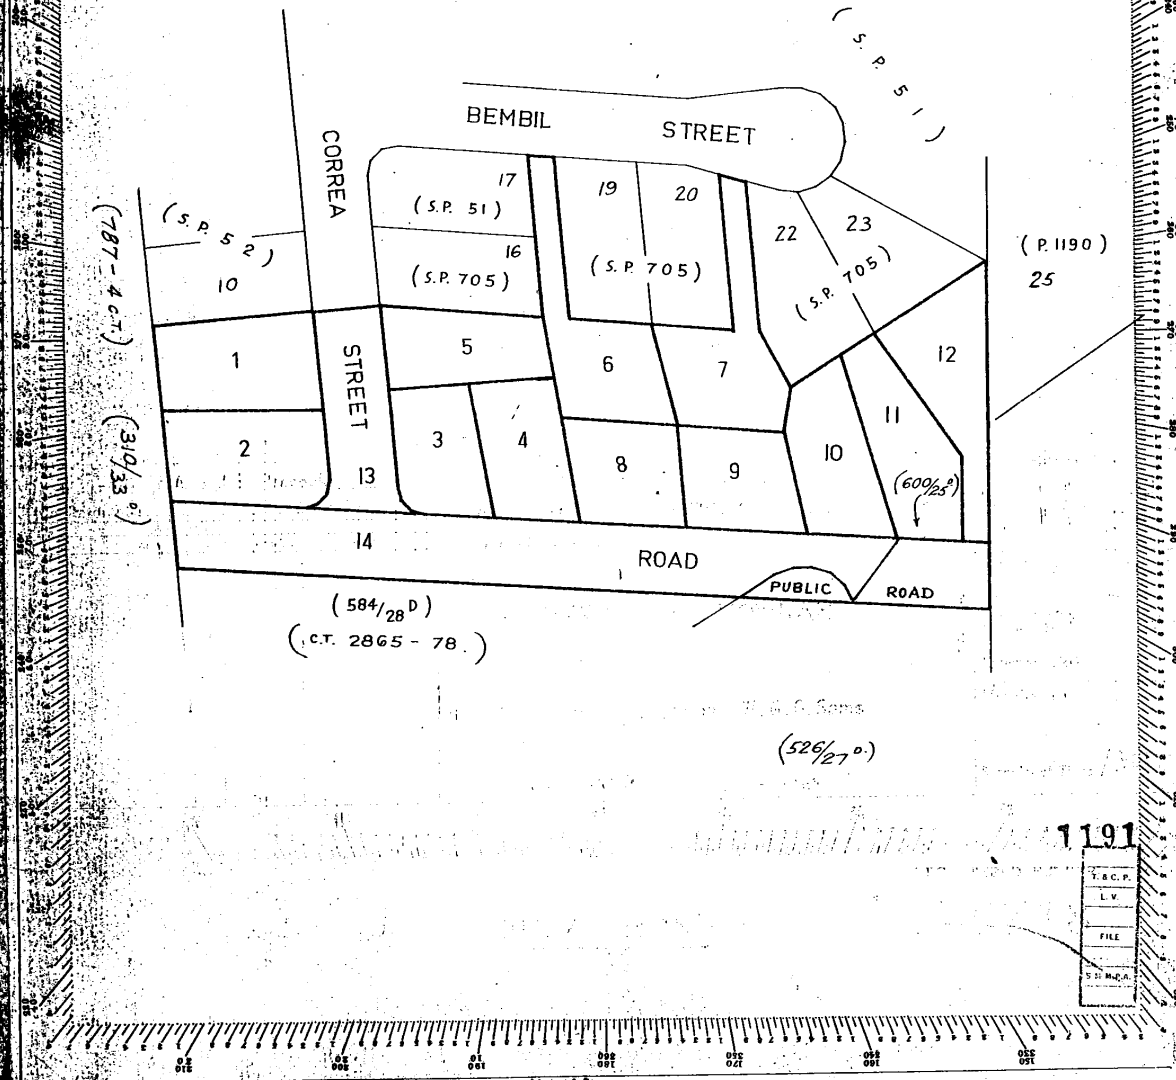 ( S. P. 5 1 )
BEMBIL STREET
CORREA
17
( S.P. 51 )
19
20
22
23
( S. P. 5 2 )
10
16
( S.P. 705 )
( S. P. 705 )
( S.P. 705 )
( P. 1190 )
25
(787 - 4 C.T.)
1
STREET
5
6
7
12
11
2
3
4
8
9
10
13
(310/33 D.)
(600/25 D)
14
ROAD
PUBLIC ROAD
( 584/28 D )
( C.T. 2865 - 78. )
(526/27 D.)
1191
T. & C. P.
L. V.
FILE